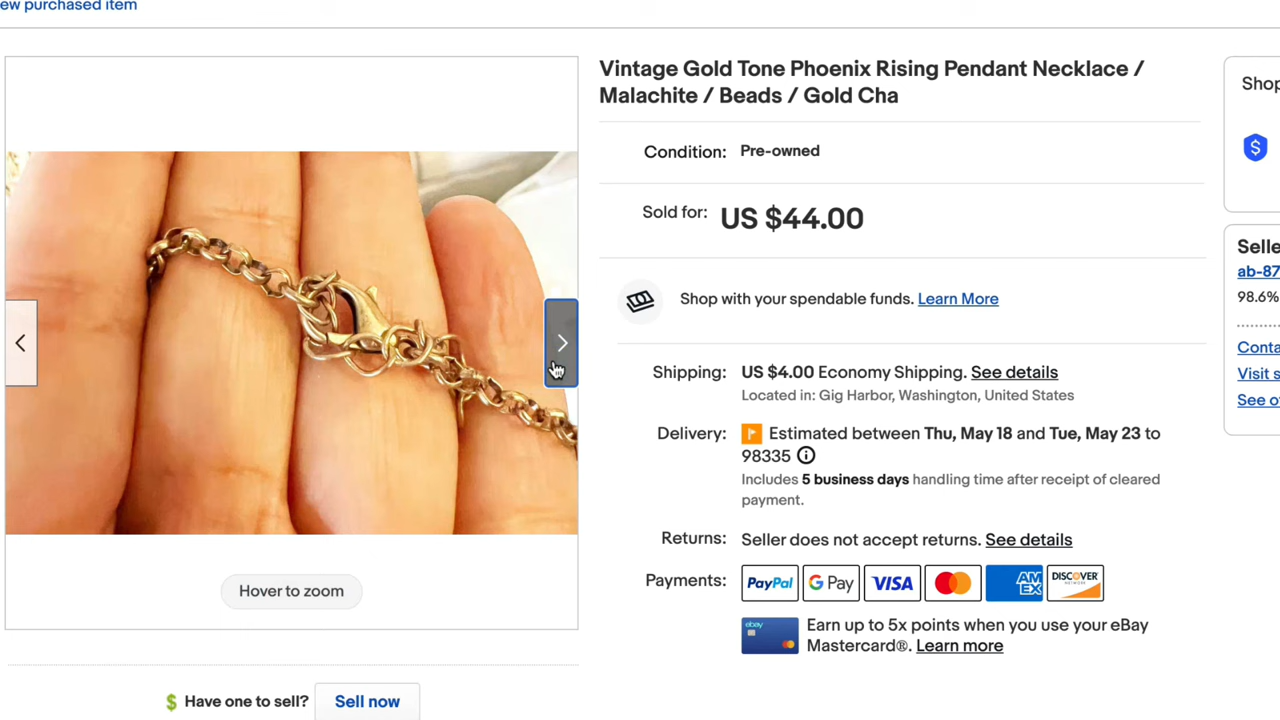 ew purchased item
Vintage Gold Tone Phoenix Rising Pendant Necklace /
Malachite / Beads / Gold Cha
Condition: Pre-owned
Sold for: US $44.00
Shop with your spendable funds. Learn More
Shipping: US $4.00 Economy Shipping. See details
Located in: Gig Harbor, Washington, United States
Delivery: Estimated between Thu, May 18 and Tue, May 23 to
98335
Includes 5 business days handling time after receipt of cleared
payment.
Returns: Seller does not accept returns. See details
Payments: PayPal G Pay VISA AM EX DISCOVER
ebay Earn up to 5x points when you use your eBay
Mastercard®. Learn more
Hover to zoom
Have one to sell? Sell now
Shop
Selle
ab-87
98.6%
Conta
Visit s
See o